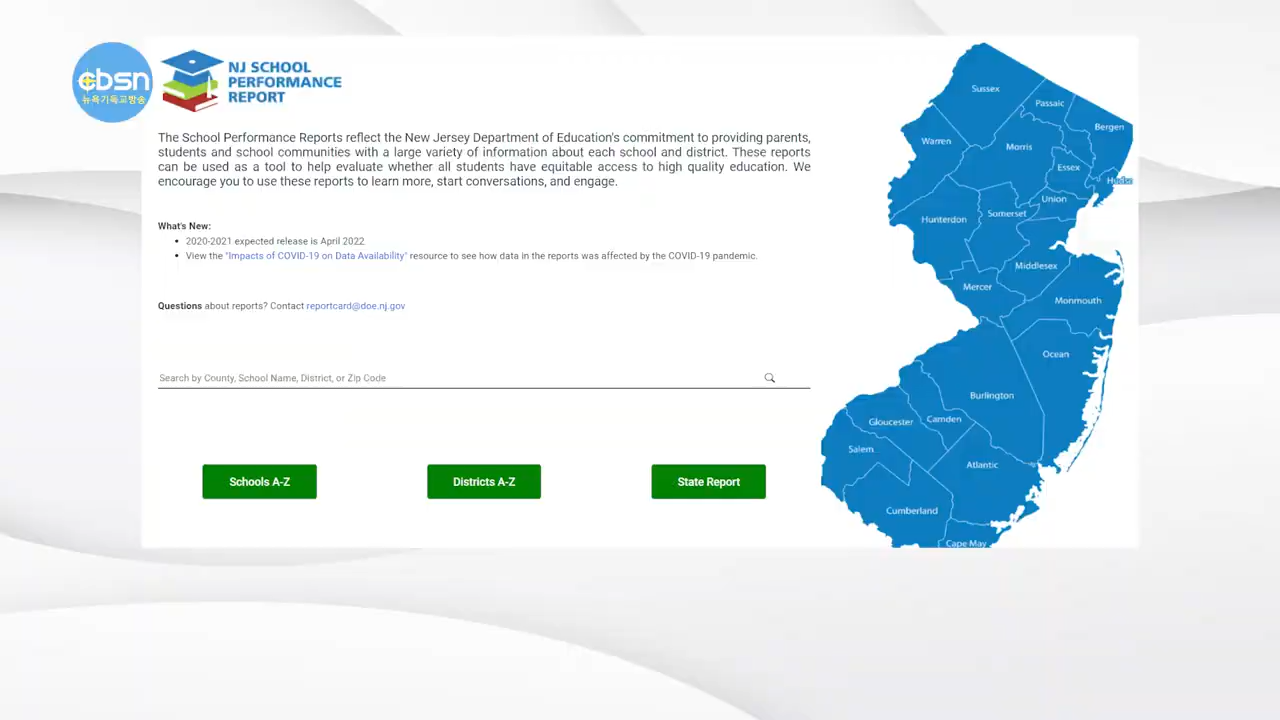 cbsn
뉴욕기독교방송
NJ SCHOOL
PERFORMANCE
REPORT
The School Performance Reports reflect the New Jersey Department of Education's commitment to providing parents,
students and school communities with a large variety of information about each school and district. These reports
can be used as a tool to help evaluate whether all students have equitable access to high quality education. We
encourage you to use these reports to learn more, start conversations, and engage.
What's New:
• 2020-2021 expected release is April 2022
• View the "Impacts of COVID-19 on Data Availability" resource to see how data in the reports was affected by the COVID-19 pandemic.
Questions about reports? Contact reportcard@doe.nj.gov
Search by County, School Name, District, or Zip Code
Schools A-Z
Districts A-Z
State Report
Sussex
Passaic
Bergen
Warren
Morris
Essex
Union
Hunterdon
Somerset
Middlesex
Mercer
Monmouth
Ocean
Burlington
Gloucester
Camden
Salem
Atlantic
Cumberland
Cape May